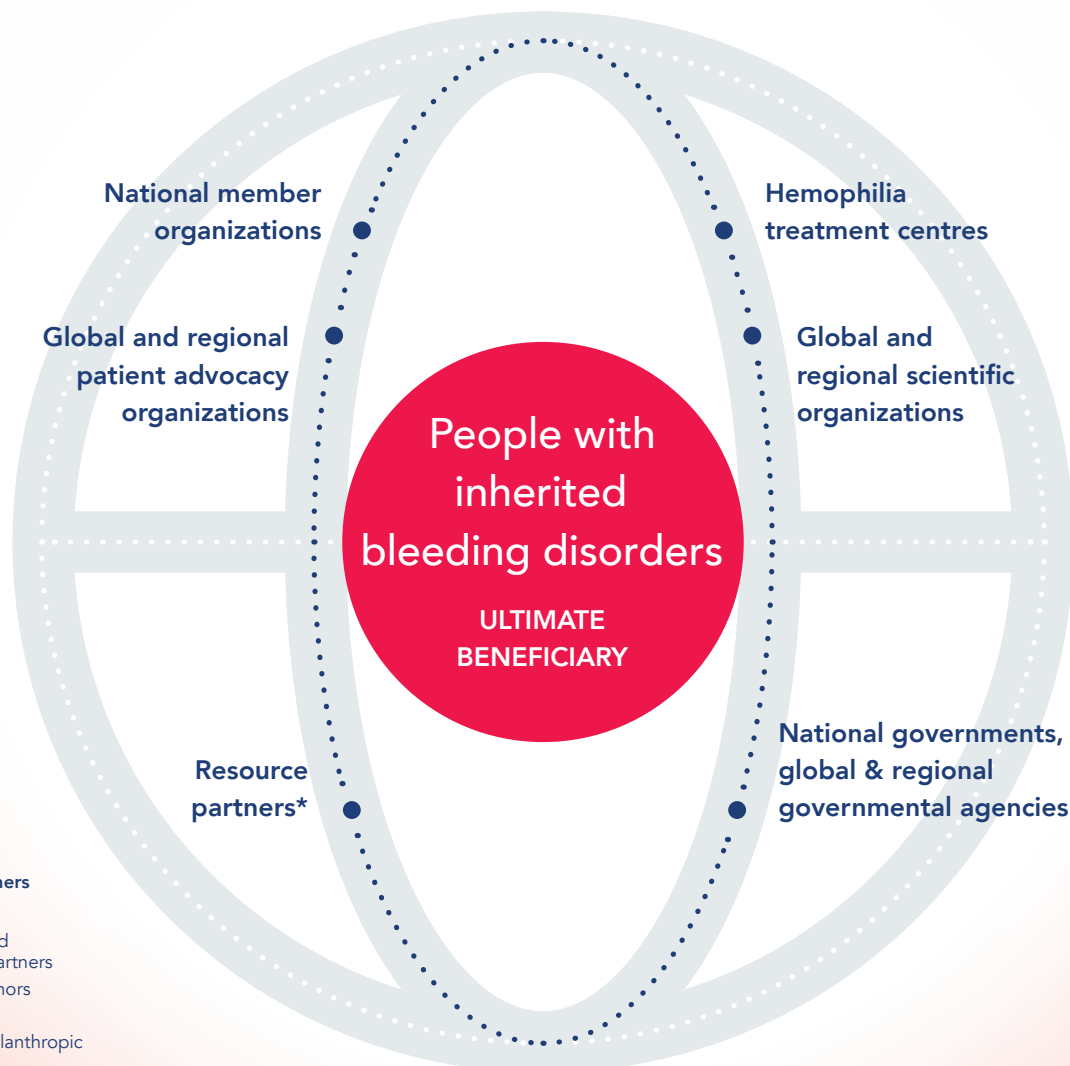 National member
organizations
Hemophilia
treatment centres
Global and regional
patient advocacy
organizations
Global and
regional scientific
organizations
People with
inherited
bleeding disorders
ULTIMATE
BENEFICIARY
Resource
partners*
National governments,
global & regional
governmental agencies
artners